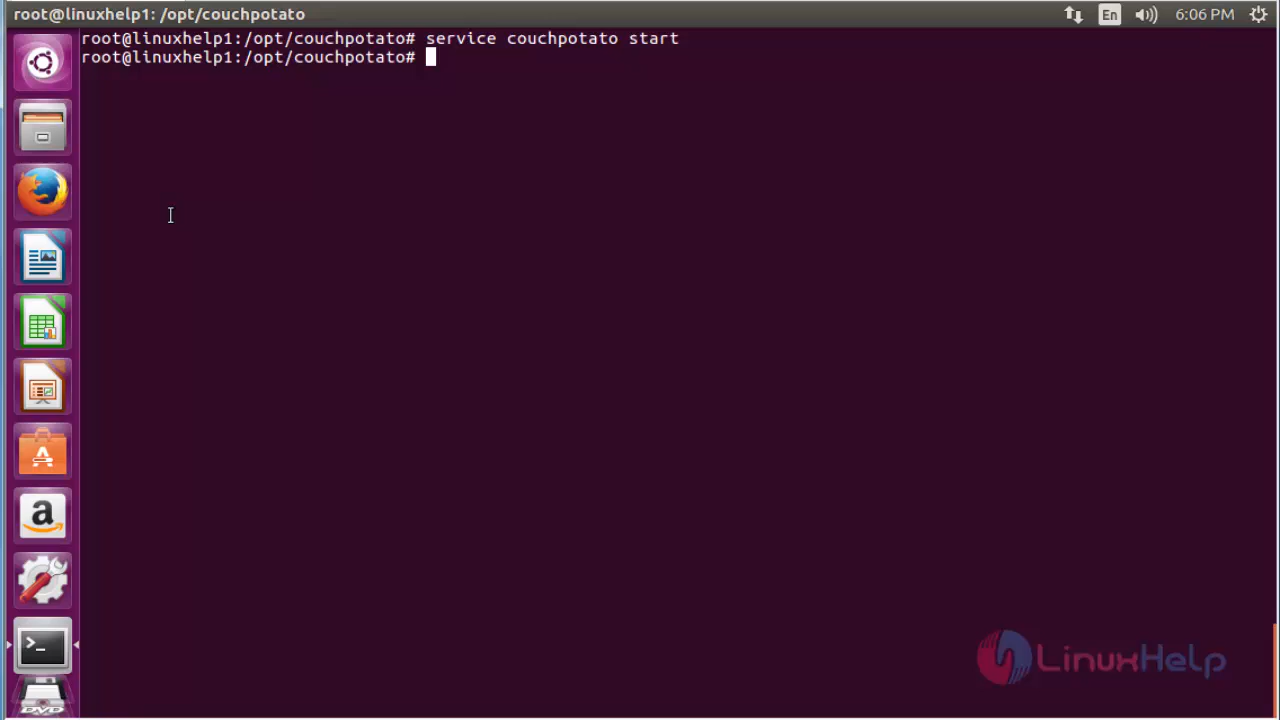 root@linuxhelp1: /opt/couchpotato
En
6:06 PM
root@linuxhelp1:/opt/couchpotato# service couchpotato start
root@linuxhelp1:/opt/couchpotato#
A
a
>_
DVD
LinuxHelp